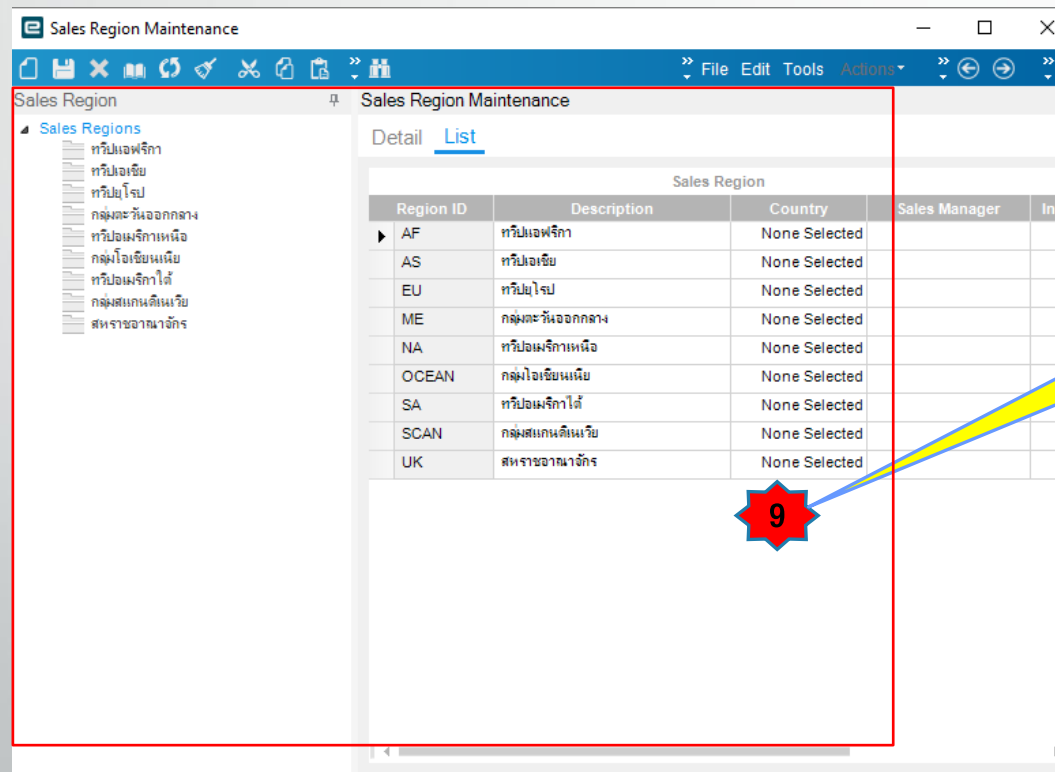 Sales Region Maintenance
File Edit Tools Actions
Sales Region
Sales Region Maintenance
Sales Regions
ทวีปแอฟริกา
ทวีปเอเชีย
ทวีปยุโรป
กลุ่มตะวันออกกลาง
ทวีปอเมริกาเหนือ
กลุ่มโอเชียนเนีย
ทวีปอเมริกาใต้
กลุ่มสแกนดิเนเวีย
สหราชอาณาจักร
Detail List
Sales Region
Region ID Description Country Sales Manager In
AF ทวีปแอฟริกา None Selected
AS ทวีปเอเชีย None Selected
EU ทวีปยุโรป None Selected
ME กลุ่มตะวันออกกลาง None Selected
NA ทวีปอเมริกาเหนือ None Selected
OCEAN กลุ่มโอเชียนเนีย None Selected
SA ทวีปอเมริกาใต้ None Selected
SCAN กลุ่มสแกนดิเนเวีย None Selected
UK สหราชอาณาจักร None Selected
9